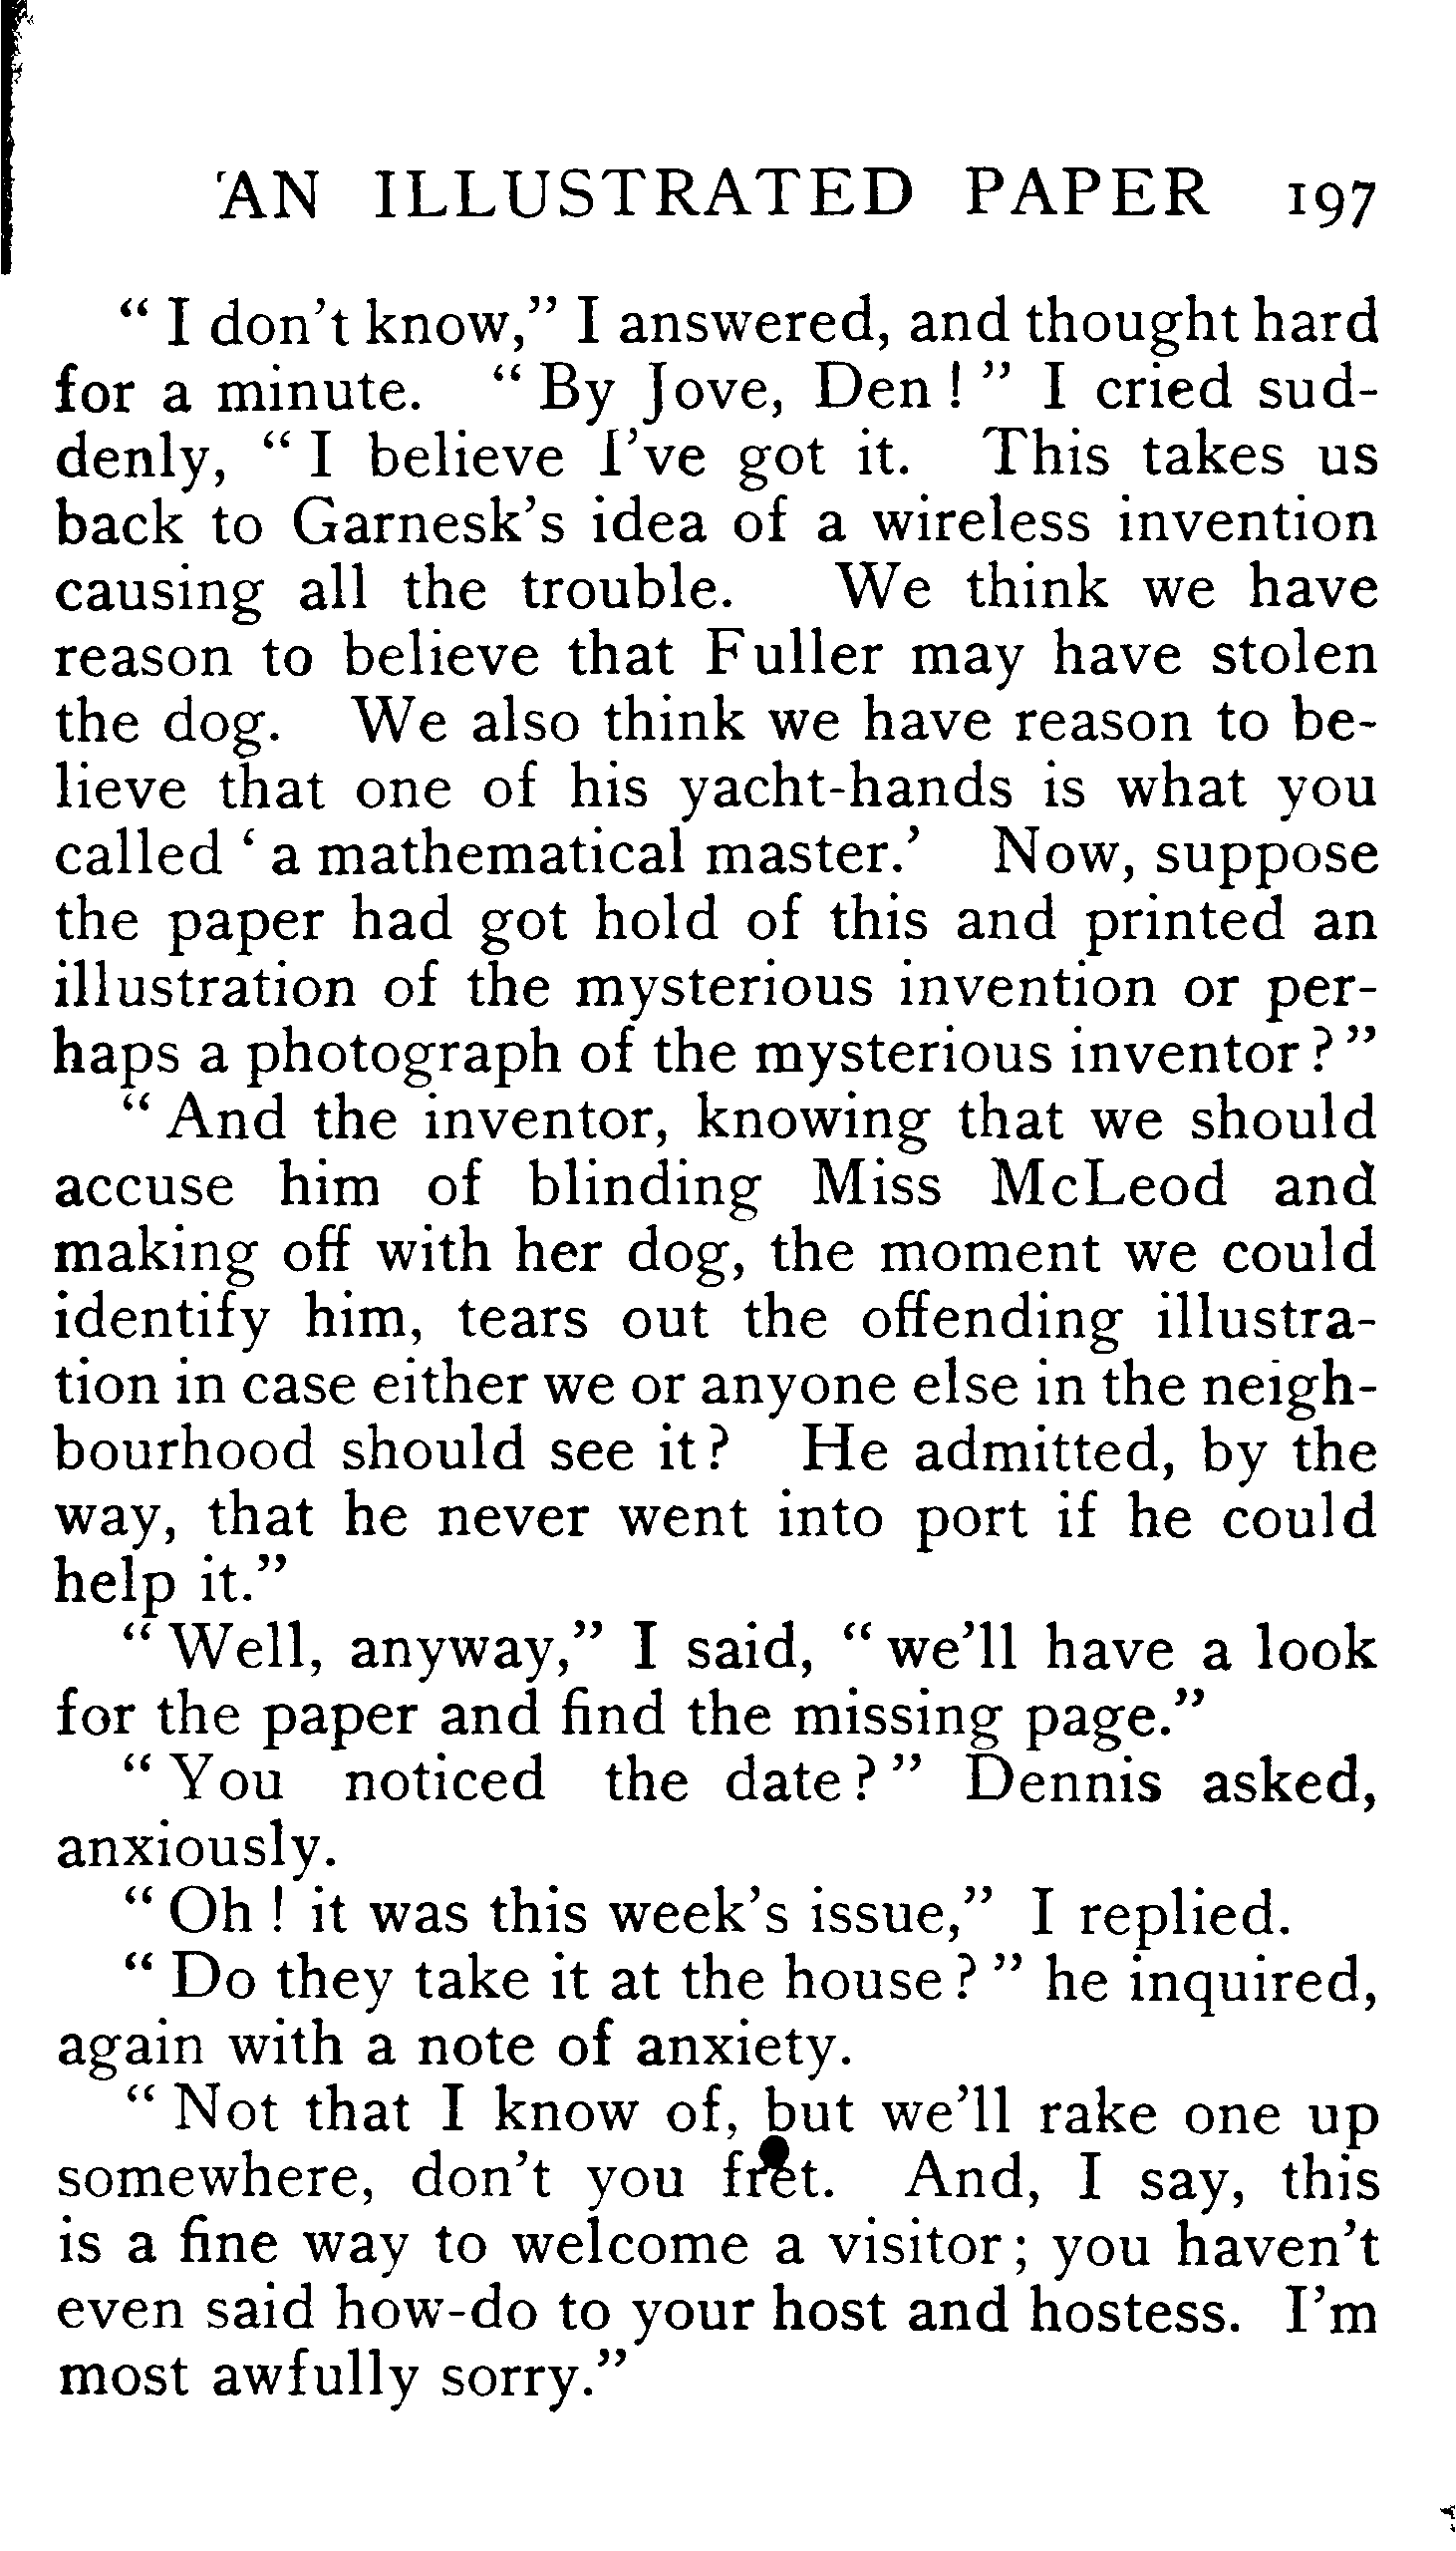 AN ILLUSTRATED PAPER 197
“ I don’t know,” I answered, and thought hard
for a minute. “ By Jove, Den ! ” I cried sud-
denly, “ I believe I’ve got it. This takes us
back to Garnesk’s idea of a wireless invention
causing all the trouble. We think we have
reason to believe that Fuller may have stolen
the dog. We also think we have reason to be-
lieve that one of his yacht-hands is what you
called ‘ a mathematical master.’ Now, suppose
the paper had got hold of this and printed an
illustration of the mysterious invention or per-
haps a photograph of the mysterious inventor ? ”
“ And the inventor, knowing that we should
accuse him of blinding Miss McLeod and
making off with her dog, the moment we could
identify him, tears out the offending illustra-
tion in case either we or anyone else in the neigh-
bourhood should see it ? He admitted, by the
way, that he never went into port if he could
help it.”
“ Well, anyway,” I said, “ we’ll have a look
for the paper and find the missing page.”
“ You noticed the date ? ” Dennis asked,
anxiously.
“ Oh ! it was this week’s issue,” I replied.
“ Do they take it at the house ? ” he inquired,
again with a note of anxiety.
“ Not that I know of, but we’ll rake one up
somewhere, don’t you fret. And, I say, this
is a fine way to welcome a visitor ; you haven’t
even said how-do to your host and hostess. I’m
most awfully sorry.”